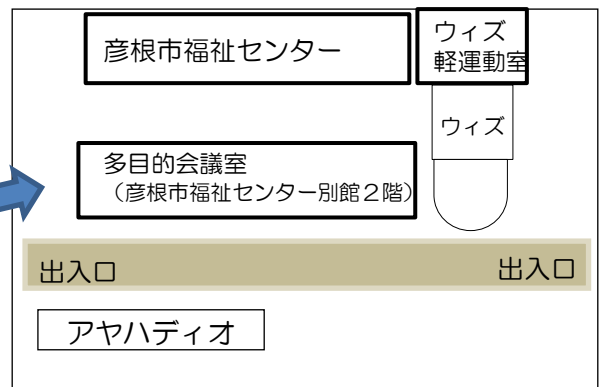 彦根市福祉センター
ウィズ
軽運動室
ウィズ
多目的会議室
（彦根市福祉センター別館２階）
出入口
出入口
アヤハディオ